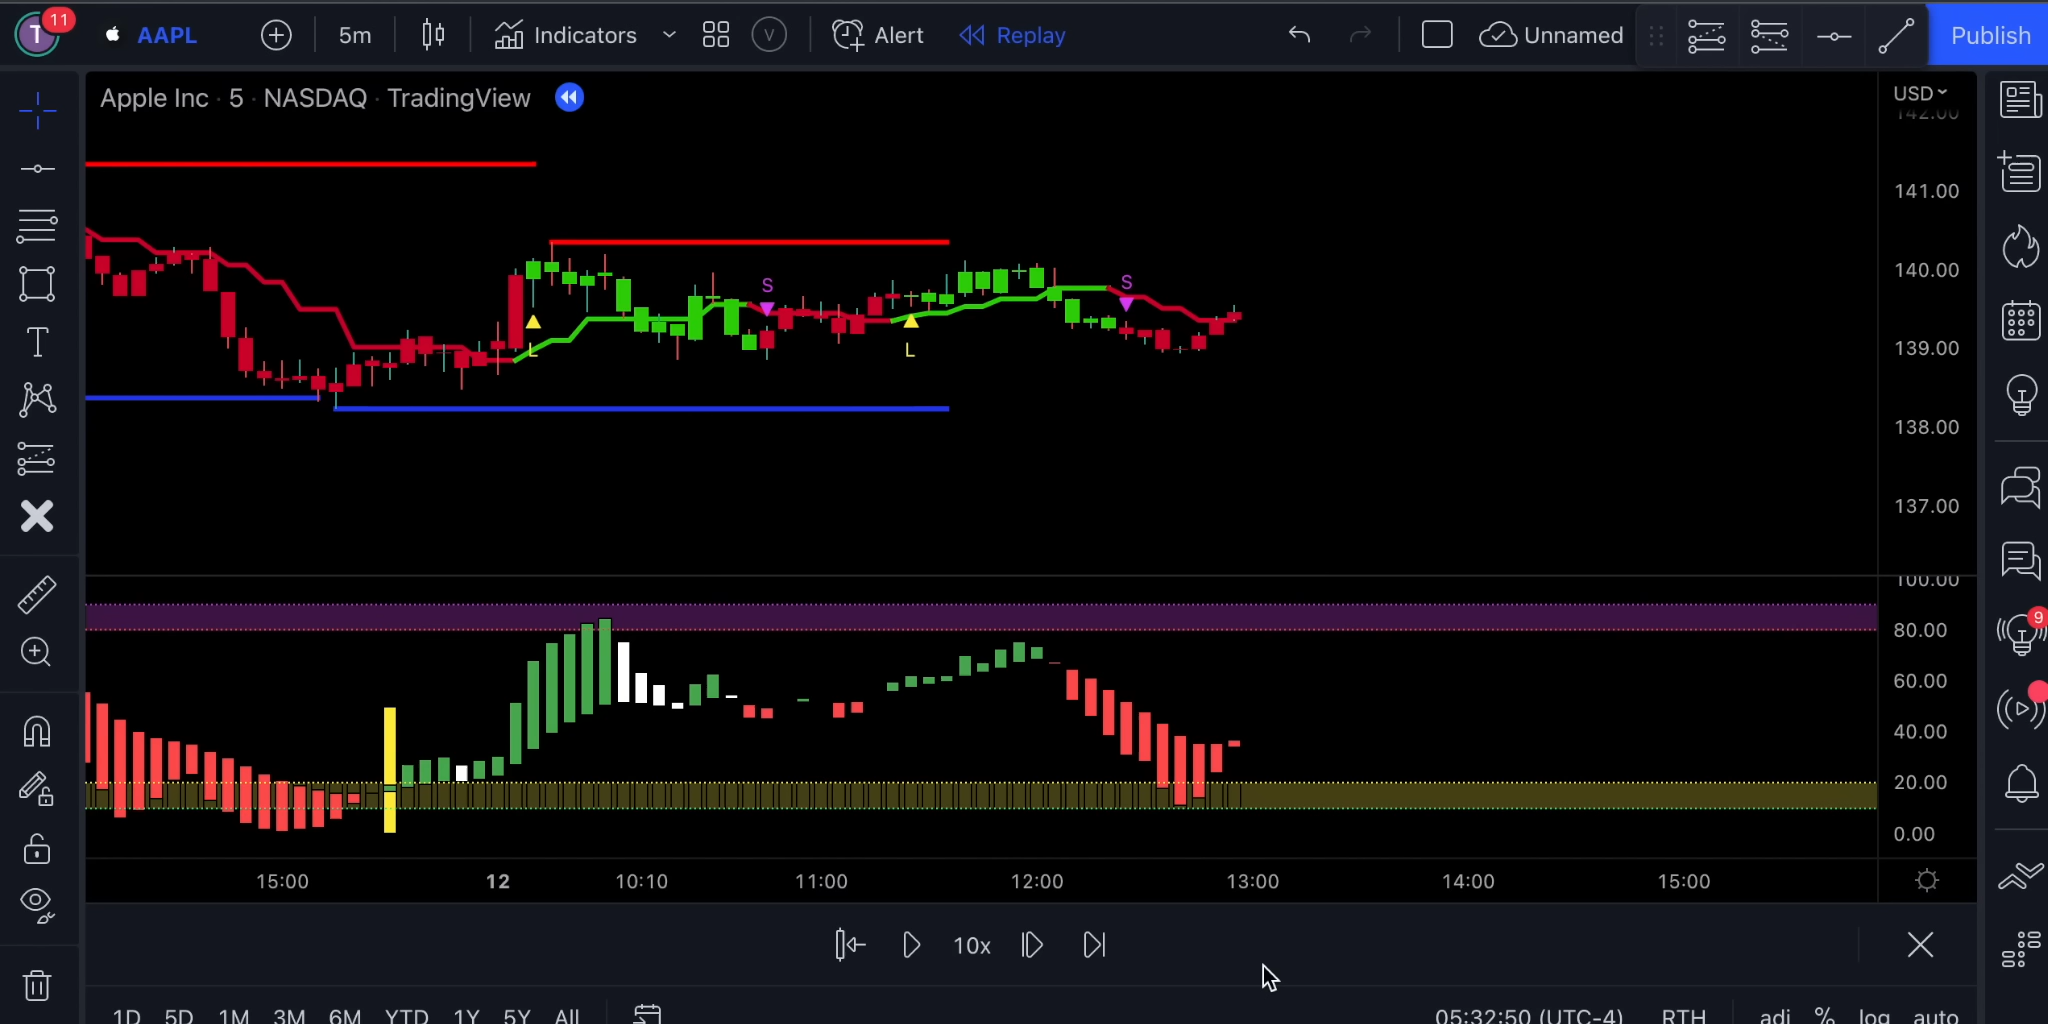 T 11 AAPL 5m Indicators V Alert Replay Unnamed Publish
Apple Inc · 5 · NASDAQ · TradingView
USD
142.00
141.00
140.00
139.00
138.00
137.00
S
S
L
L
100.00
80.00
60.00
40.00
20.00
0.00
9
15:00 12 10:10 11:00 12:00 13:00 14:00 15:00
10x
1D 5D 1M 3M 6M YTD 1Y 5Y All 05:32:50 (UTC-4) RTH adj % log auto